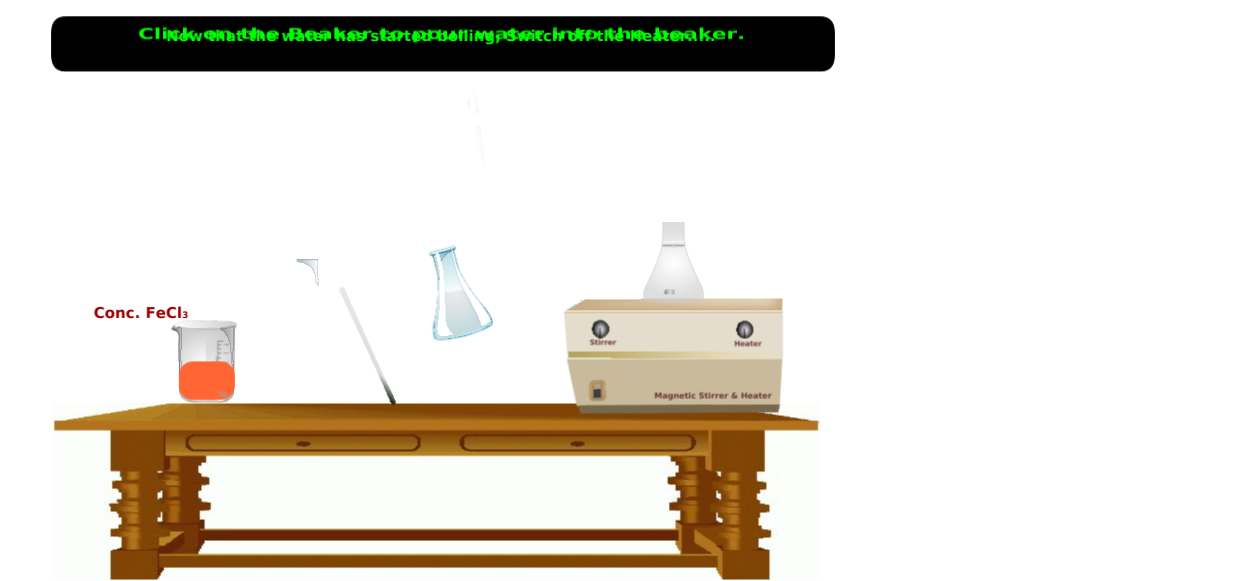 Click on the Beaker to pour water into the beaker.
Now that the water has started boiling, Switch off the Heater....
Conc. FeCl₃
Stirrer
Heater
Magnetic Stirrer & Heater